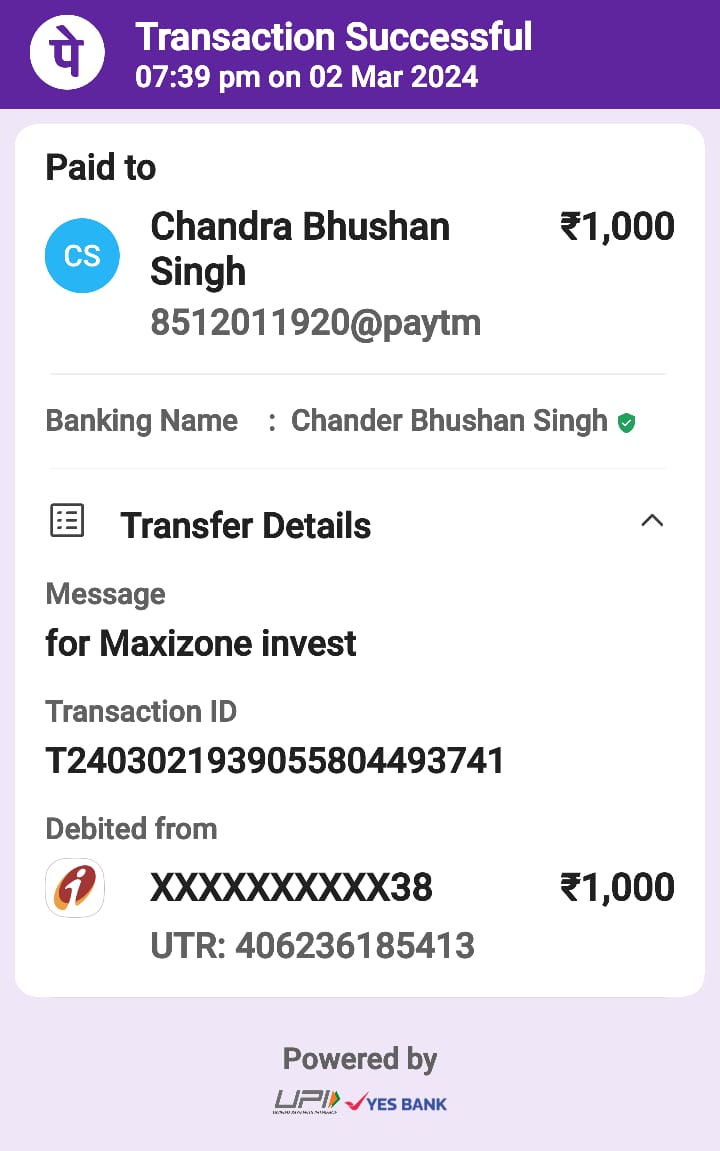 पे
Transaction Successful
07:39 pm on 02 Mar 2024
Paid to
CS
Chandra Bhushan
Singh
₹1,000
8512011920@paytm
Banking Name : Chander Bhushan Singh
Transfer Details
Message
for Maxizone invest
Transaction ID
T2403021939055804493741
Debited from
XXXXXXXXXX38
₹1,000
UTR: 406236185413
Powered by
UPI
YES BANK